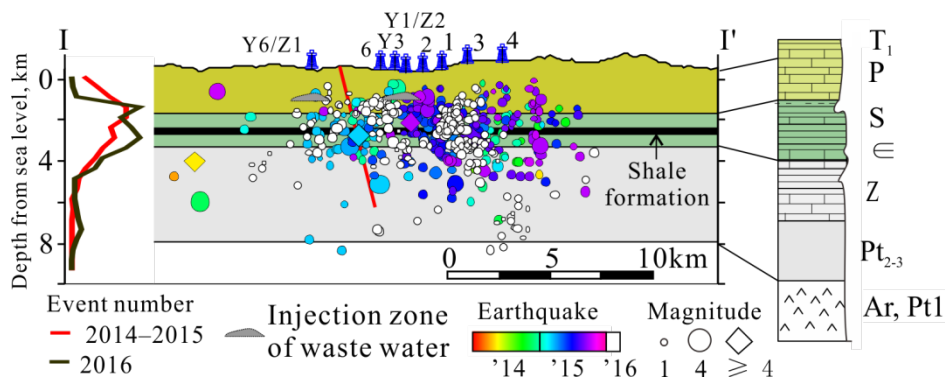 Y1/Z2
I Y6/Z1 6 Y3 2 1 3 4 I'
Depth from sea level, km
0
2
4
6
8
Shale
formation
0 5 10km
T1
P
S
∈
Z
Pt2-3
Ar, Pt1
Event number
2014–2015
2016
Injection zone
of waste water
Earthquake
'14 '15 '16
Magnitude
1 4 ≥ 4